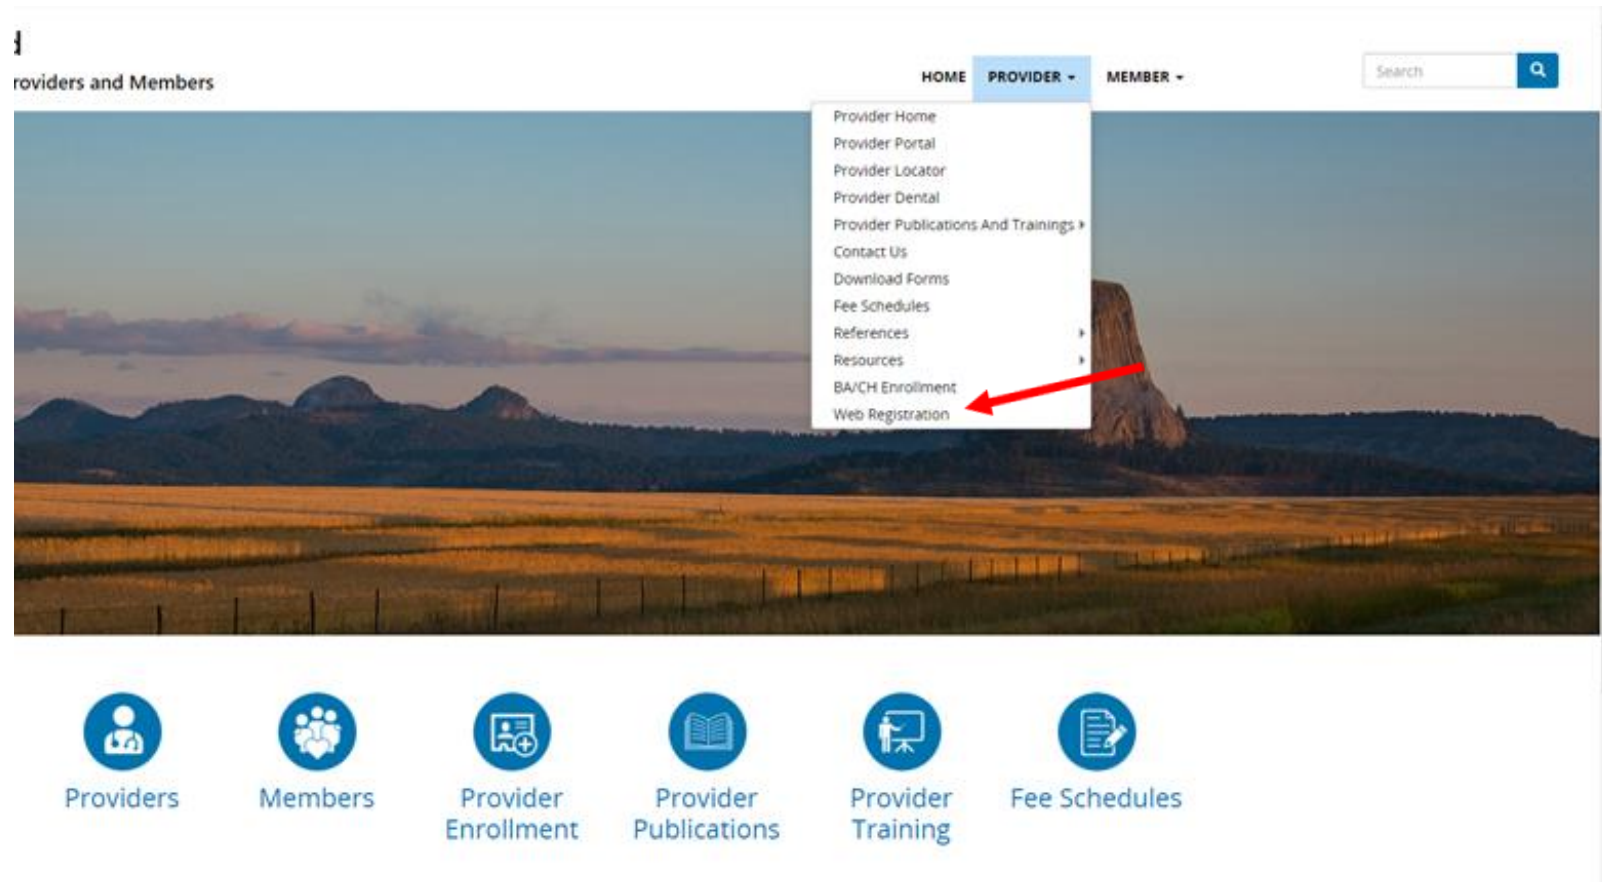 d
roviders and Members
HOME PROVIDER MEMBER Search
Provider Home
Provider Portal
Provider Locator
Provider Dental
Provider Publications And Trainings
Contact Us
Download Forms
Fee Schedules
References
Resources
BA/CH Enrollment
Web Registration
Providers
Members
Provider
Enrollment
Provider
Publications
Provider
Training
Fee Schedules